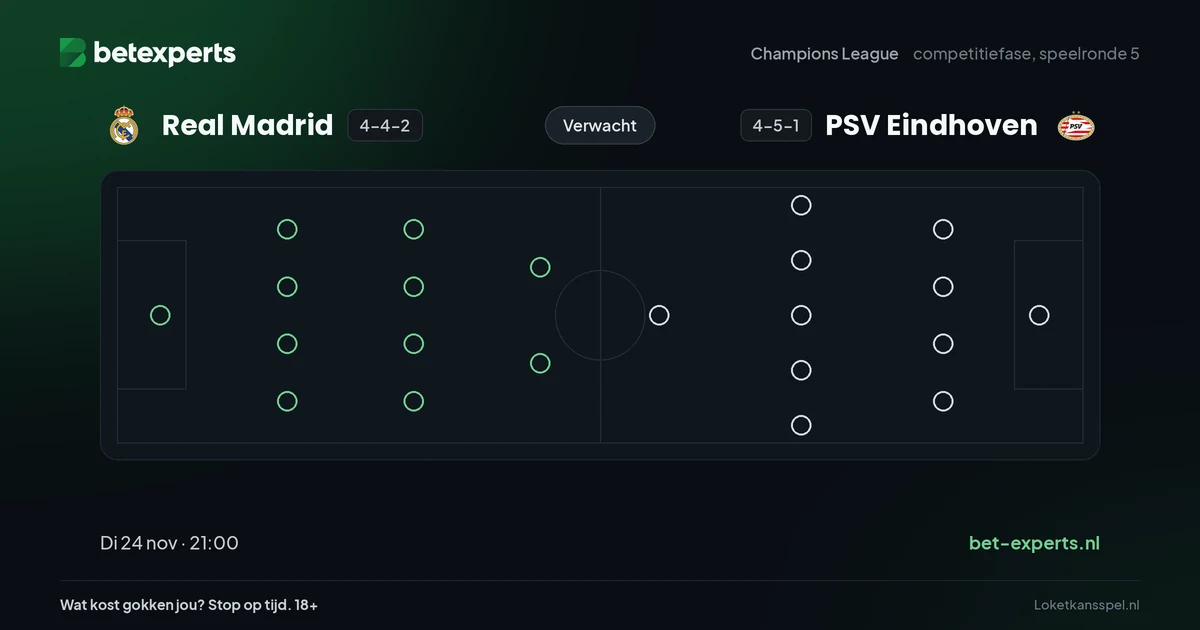 betexperts
Champions League competitiefase, speelronde 5
Real Madrid 4-4-2 Verwacht 4-5-1 PSV Eindhoven PSV
Di 24 nov · 21:00 bet-experts.nl
Wat kost gokken jou? Stop op tijd. 18+ Loketkansspel.nl